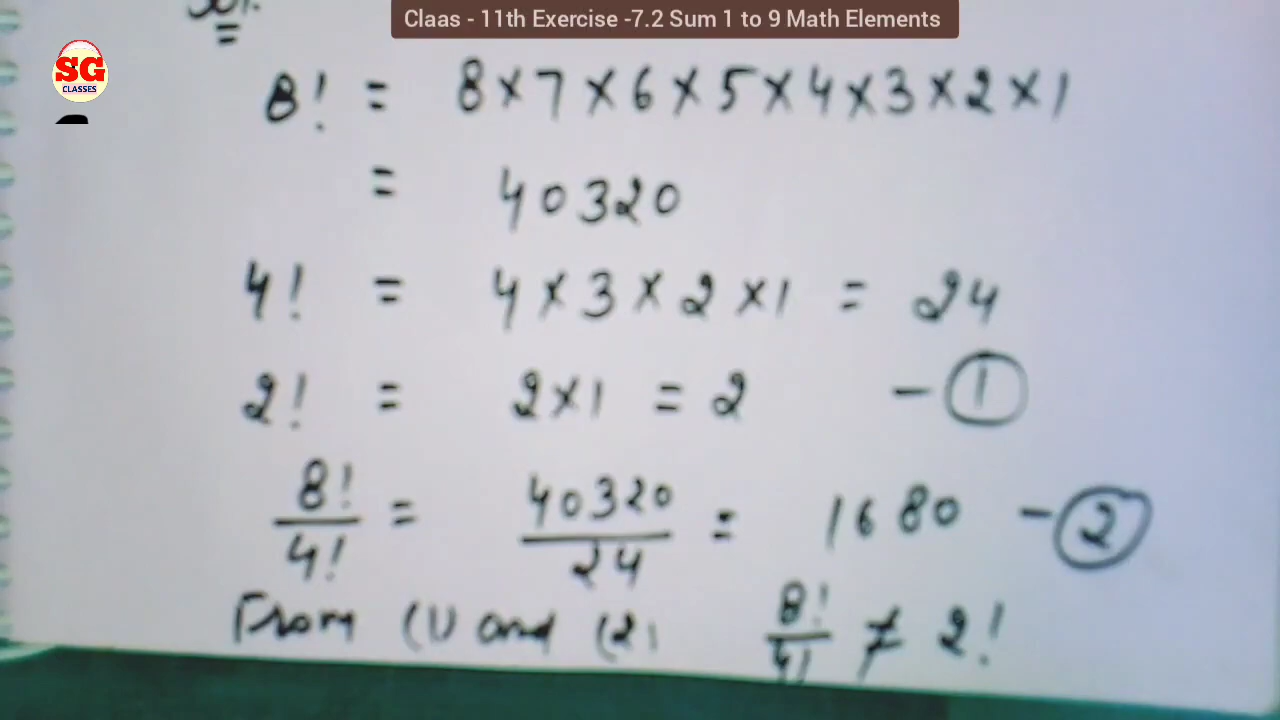 Claas - 11th Exercise -7.2 Sum 1 to 9 Math Elements
Sol.
SG
CLASSES
8! = 8×7×6×5×4×3×2×1
= 40320
4! = 4×3×2×1 = 24
2! = 2×1 = 2 - ①
8!/4! = 40320/24 = 1680 - ②
From (1) and (2) 8!/4! ≠ 2!